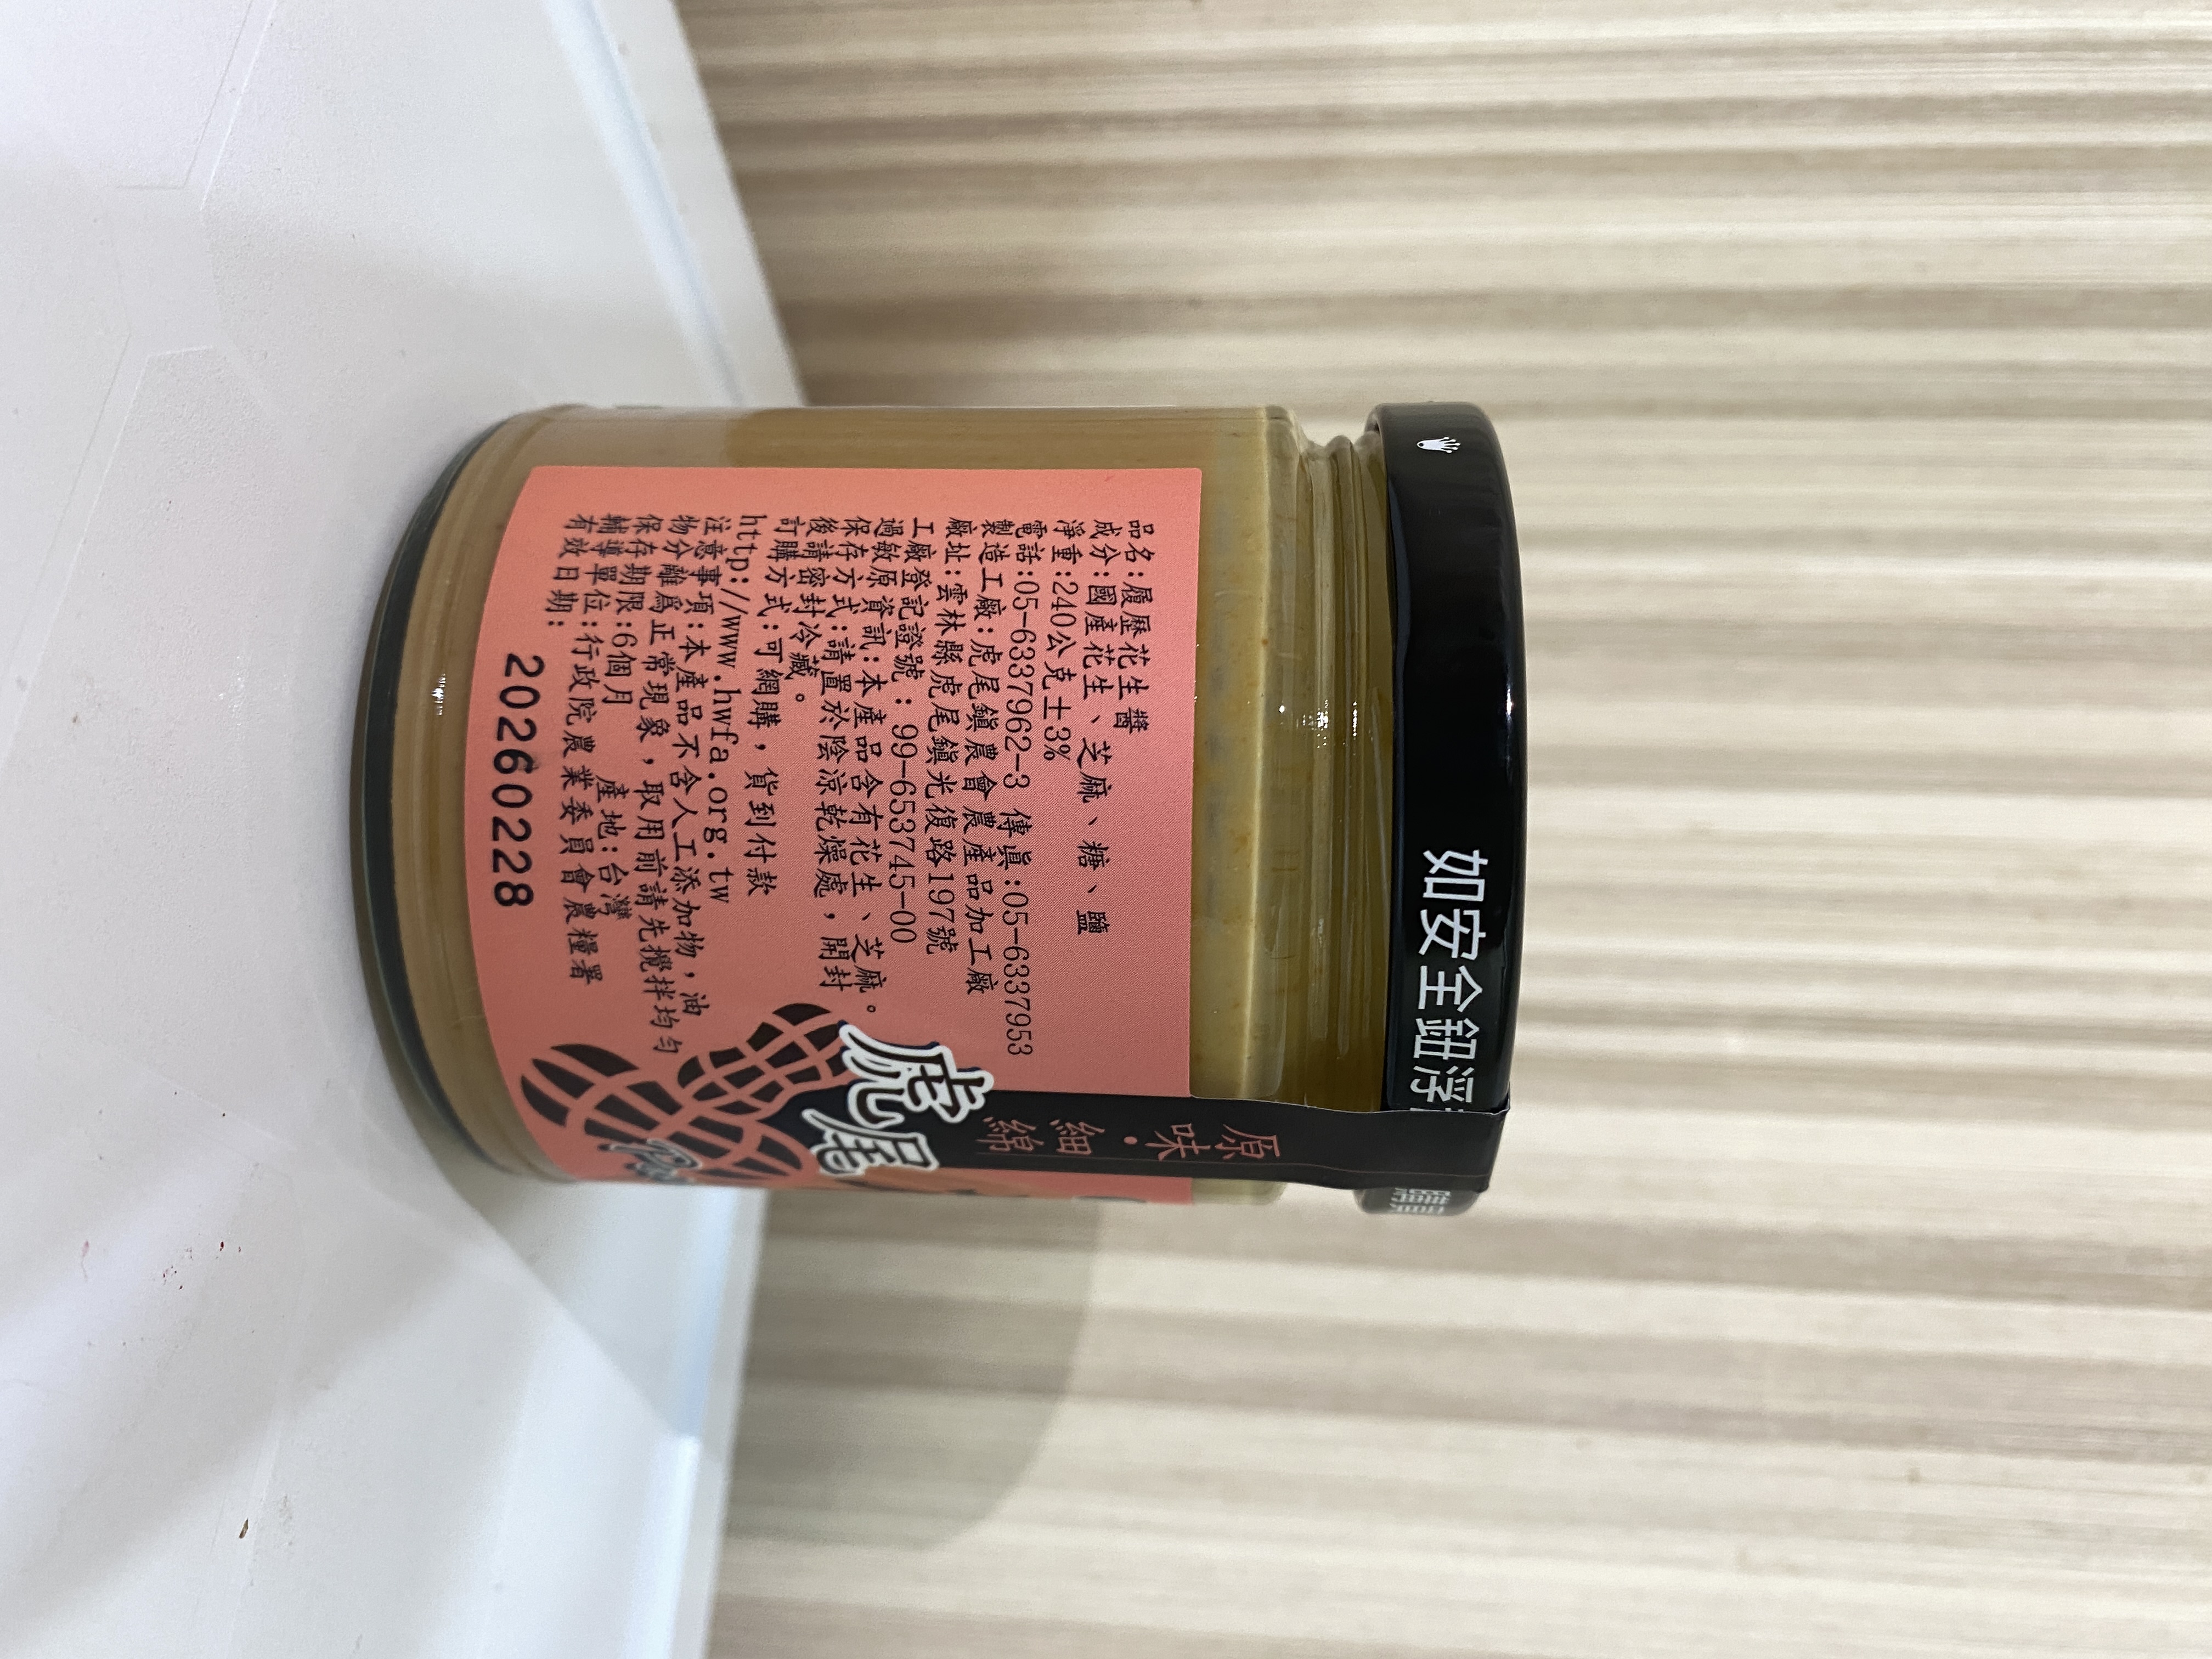 如安全鈕浮
原味・細綿
品名:履歷花生醬
成分:國產花生、芝麻、糖、鹽
淨重:240公克±3%
電話:05-6337962-3 傳真:05-6337953
製造工廠:虎尾鎮農會農產品加工廠
廠址:雲林縣虎尾鎮光復路197號
工廠登記證號:99-653745-00
過敏原資訊:本產品含有花生、芝麻。
保存方式:請置於陰涼乾燥處,開封
後請密封冷藏。
訂購方式:可網購,貨到付款
http://www.hwfa.org.tw
注意事項:本產品不含人工添加物,油
物分離為正常現象,取用前請先攪拌均勻
保存期限:6個月 產地:台灣
輔導單位:行政院農業委員會農糧署
有效日期:
20260228
虎尾